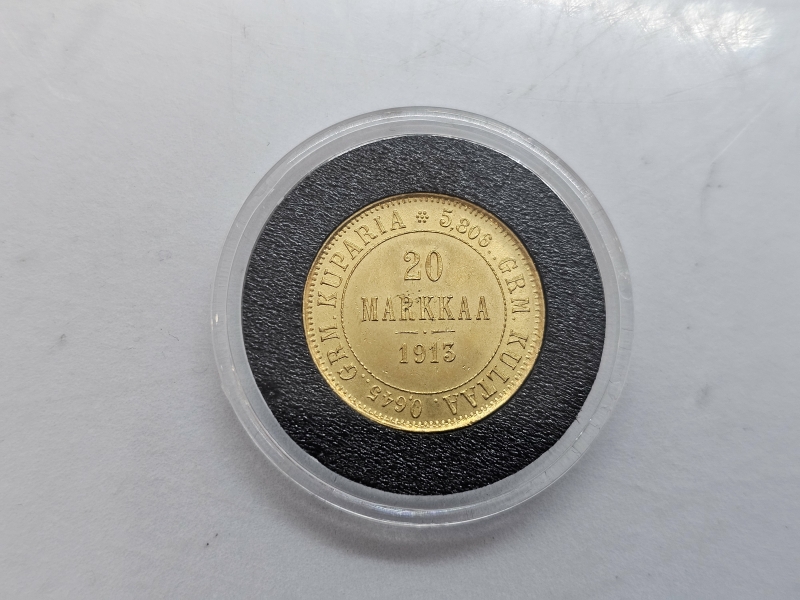 20
MARKKAA
1913
5,806..GRM KULTAA. 0,645..GRM KUPARIA